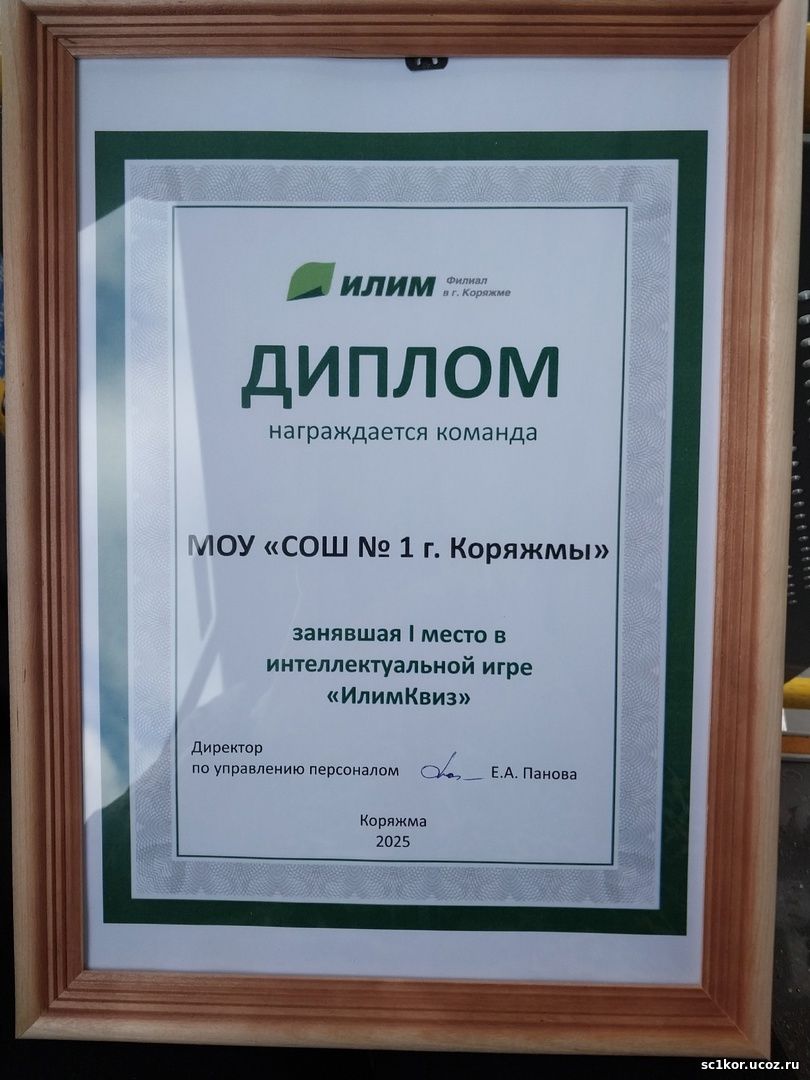 ИЛИМ
Филиал
в г. Коряжме
ДИПЛОМ
награждается команда
МОУ «СОШ № 1 г. Коряжмы»
занявшая I место в
интеллектуальной игре
«ИлимКвиз»
Директор
по управлению персоналом Е.А. Панова
Коряжма
2025
sc1kor.ucoz.ru